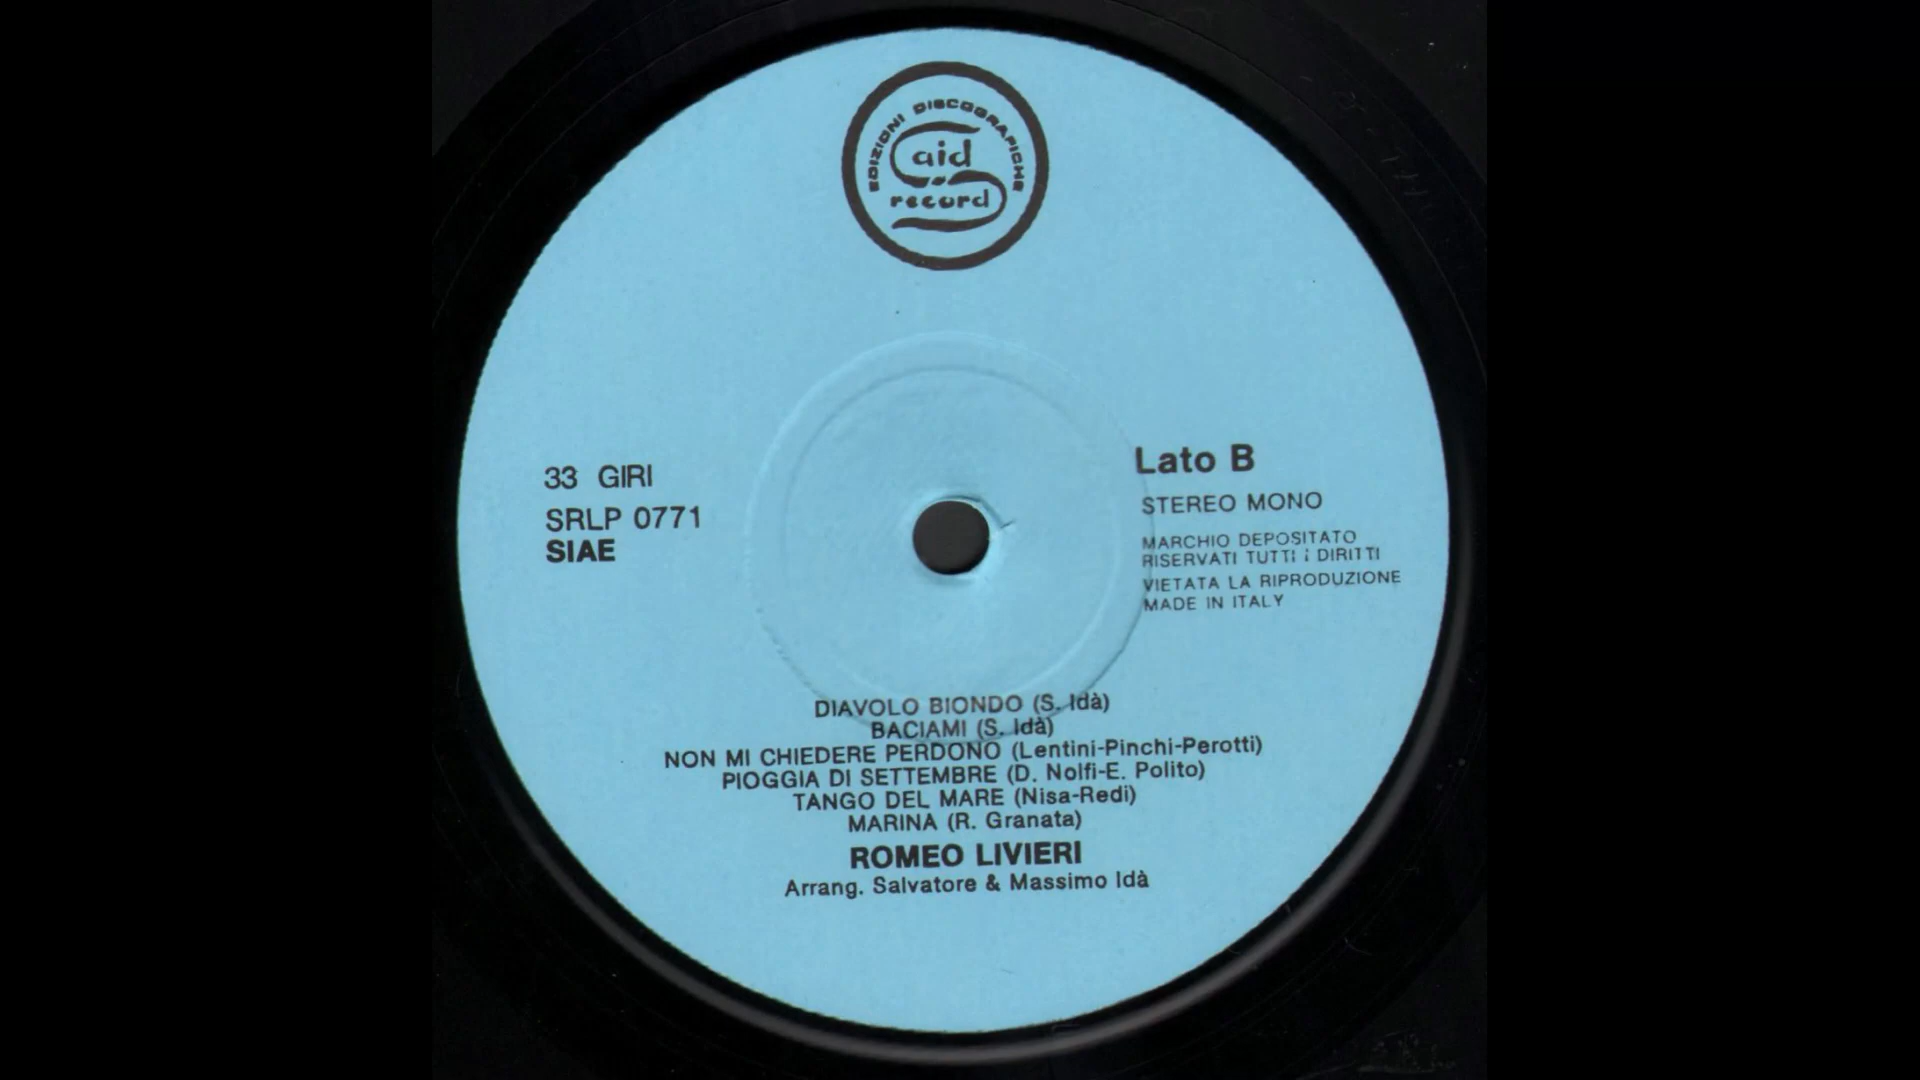 EDIZIONI DISCOGRAFICHE
Said
record
33 GIRI
SRLP 0771
SIAE
Lato B
STEREO MONO
MARCHIO DEPOSITATO
RISERVATI TUTTI i DIRITTI
VIETATA LA RIPRODUZIONE
MADE IN ITALY
DIAVOLO BIONDO (S. Idà)
BACIAMI (S. Idà)
NON MI CHIEDERE PERDONO (Lentini-Pinchi-Perotti)
PIOGGIA DI SETTEMBRE (D. Nolfi-E. Polito)
TANGO DEL MARE (Nisa-Redi)
MARINA (R. Granata)
ROMEO LIVIERI
Arrang. Salvatore & Massimo Idà